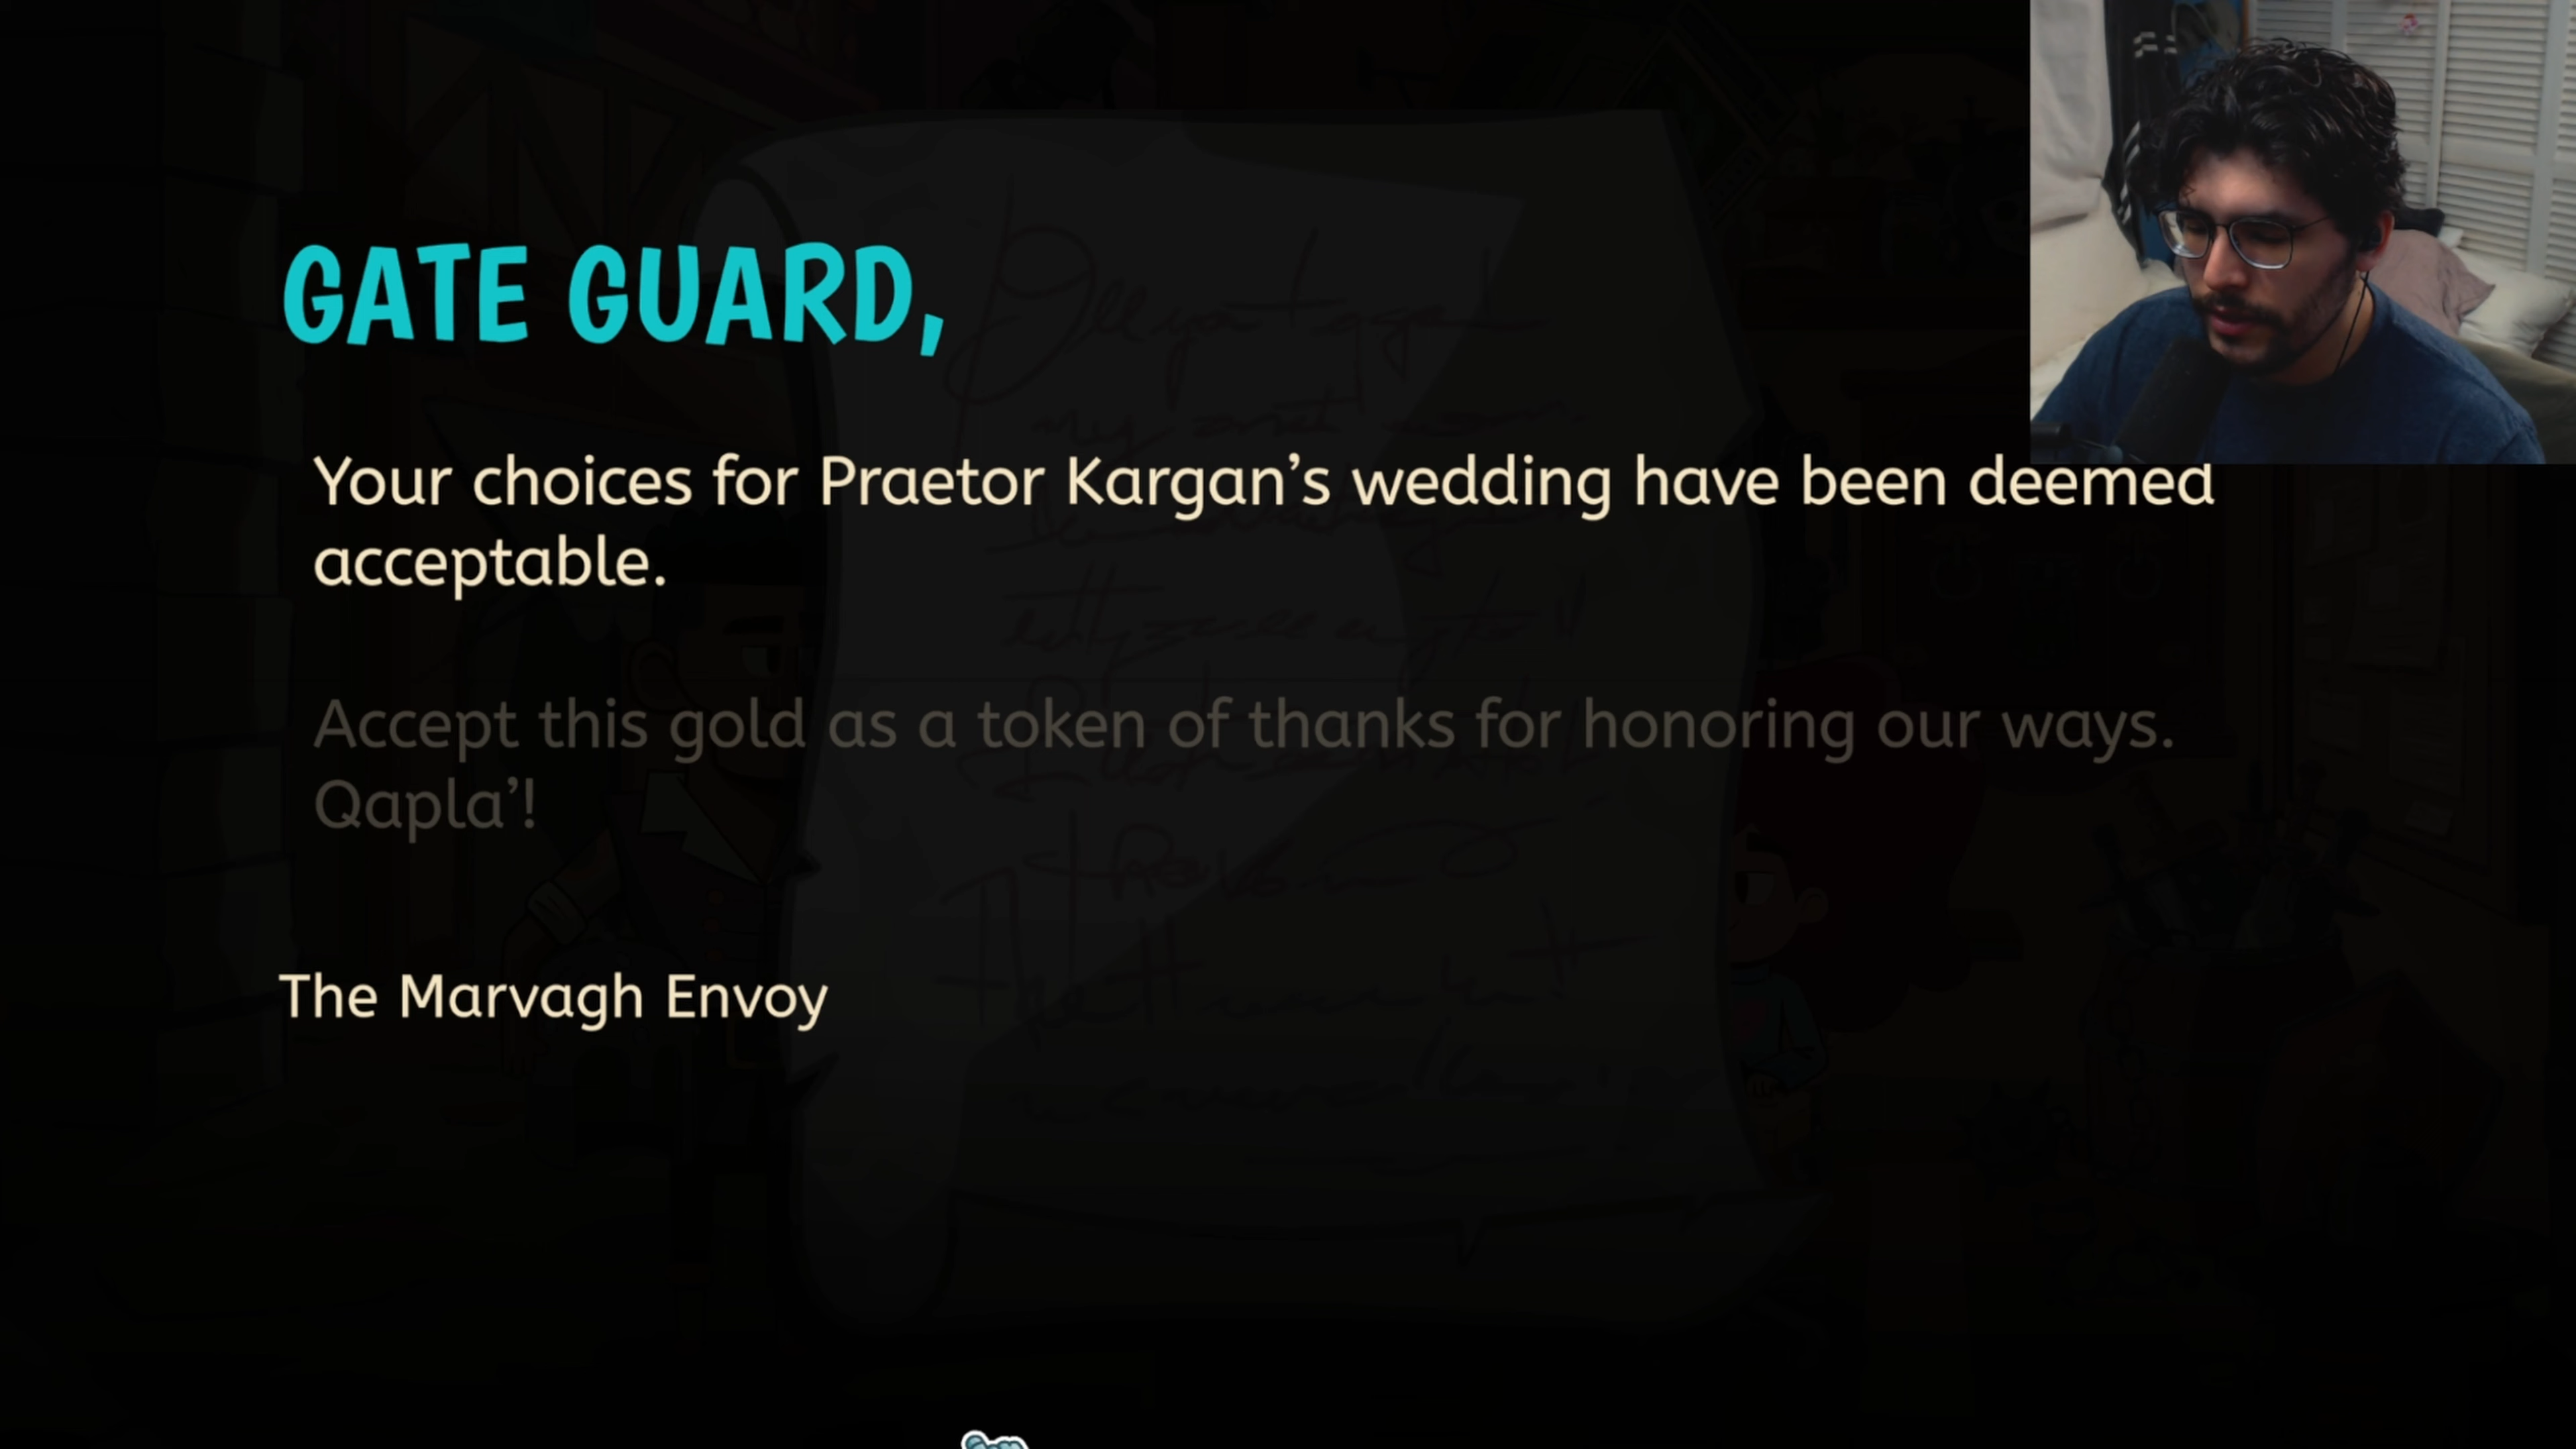 GATE GUARD,
Your choices for Praetor Kargan’s wedding have been deemed
acceptable.
Accept this gold as a token of thanks for honoring our ways.
Qapla’!
The Marvagh Envoy